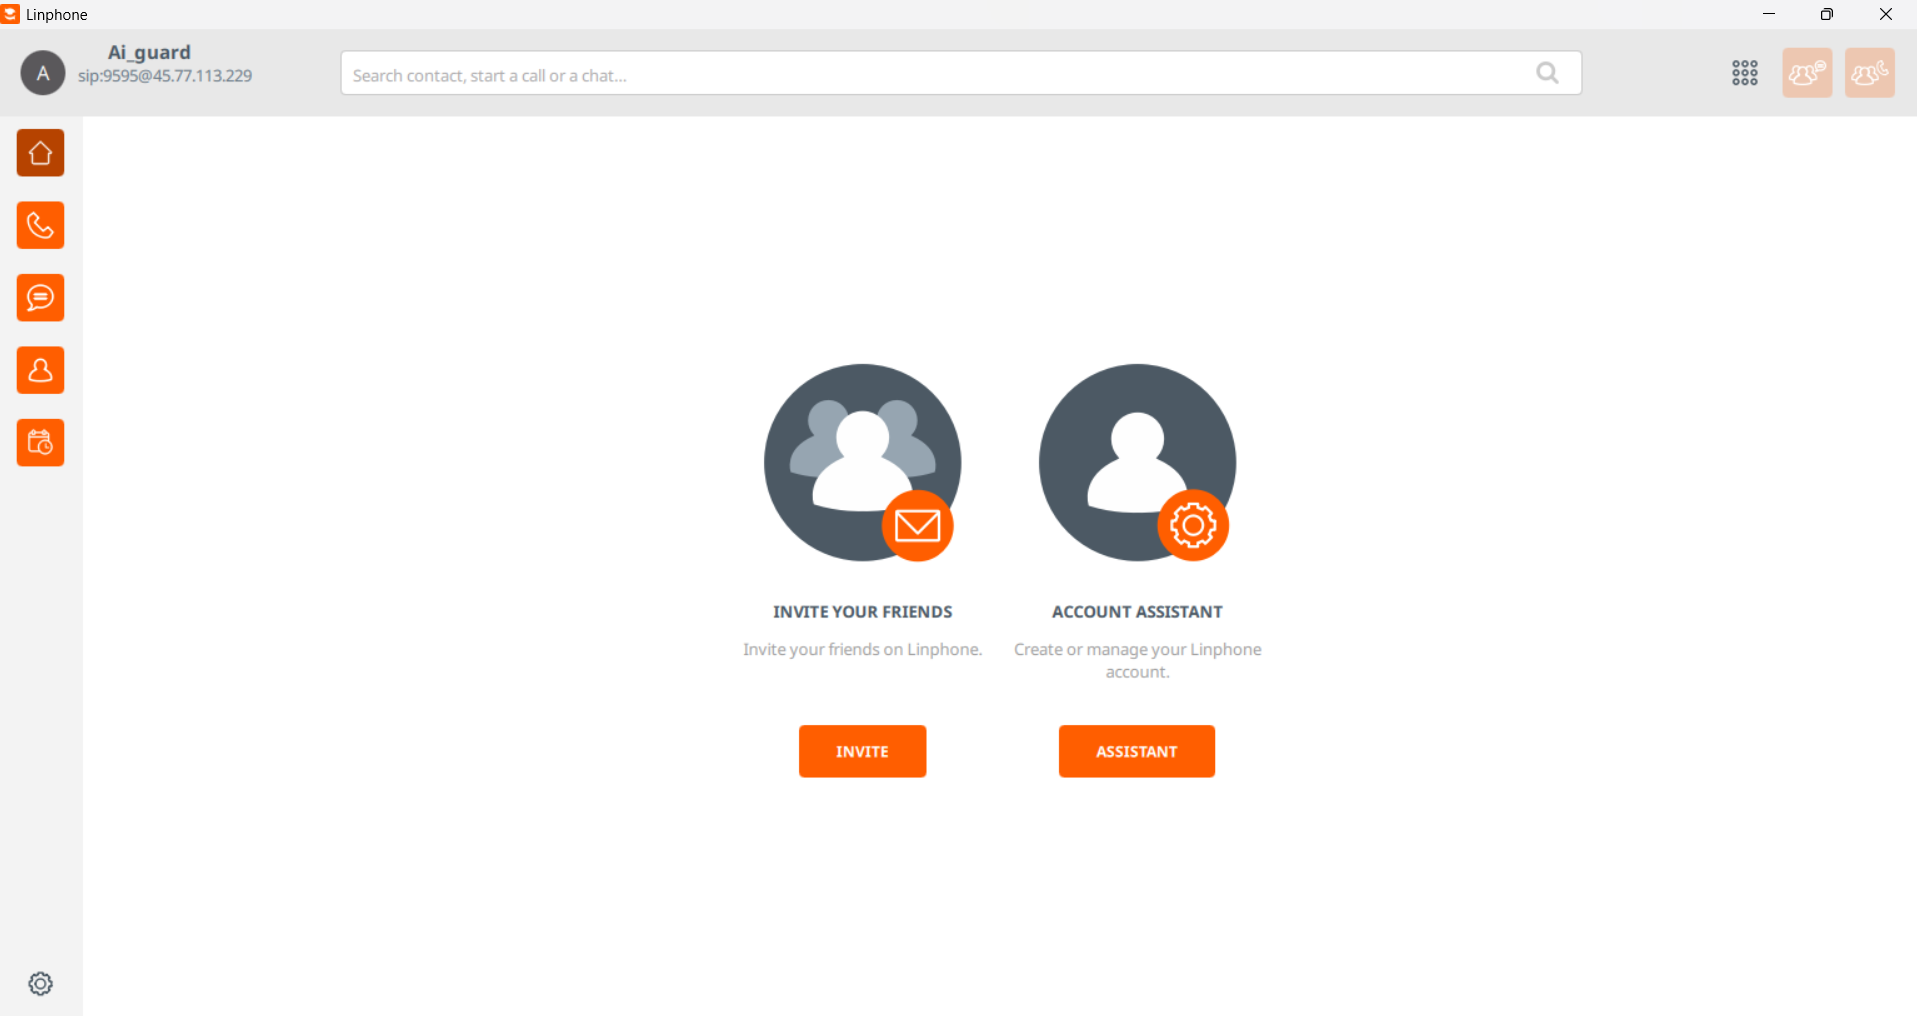 Linphone
Ai_guard
A
sip:9595@45.77.113.229
Search contact, start a call or a chat...
INVITE YOUR FRIENDS
Invite your friends on Linphone.
INVITE
ACCOUNT ASSISTANT
Create or manage your Linphone
account.
ASSISTANT